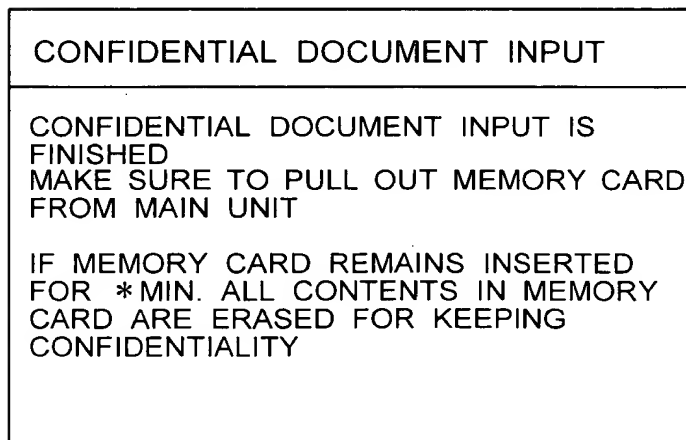 CONFIDENTIAL DOCUMENT INPUT
CONFIDENTIAL DOCUMENT INPUT IS
FINISHED
MAKE SURE TO PULL OUT MEMORY CARD
FROM MAIN UNIT
IF MEMORY CARD REMAINS INSERTED
FOR *MIN. ALL CONTENTS IN MEMORY
CARD ARE ERASED FOR KEEPING
CONFIDENTIALITY